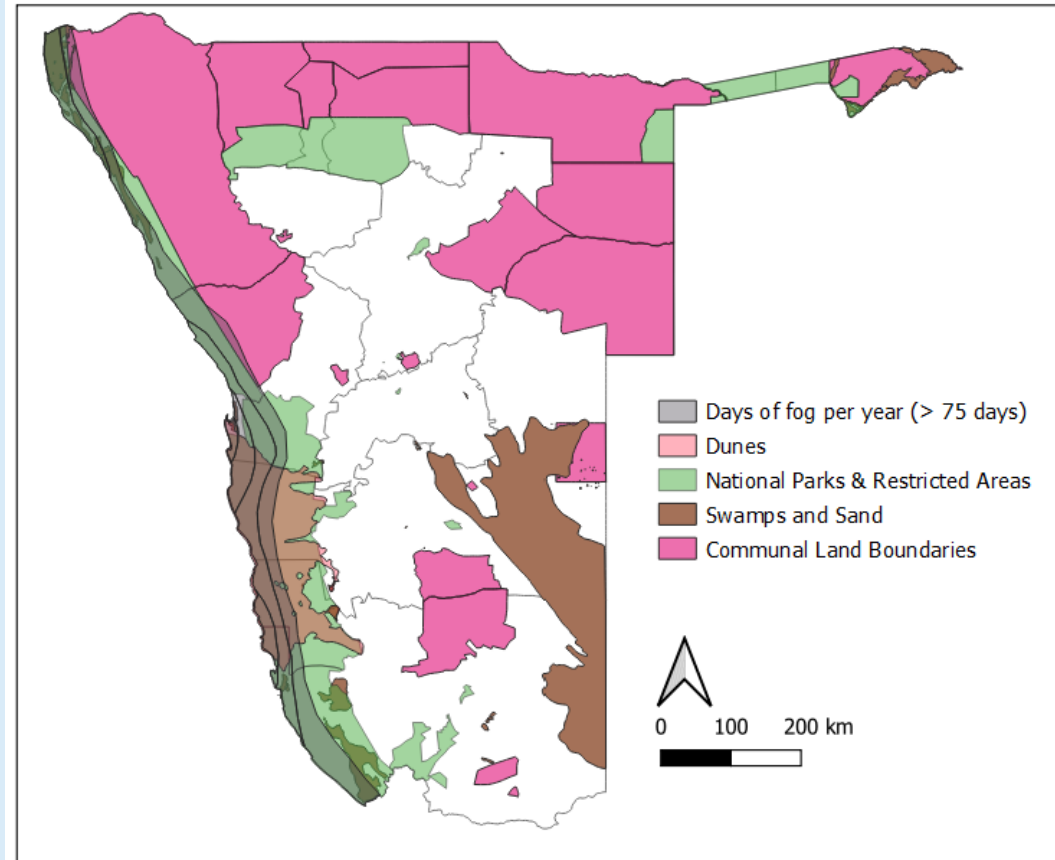 Days of fog per year (> 75 days)
Dunes
National Parks & Restricted Areas
Swamps and Sand
Communal Land Boundaries
0 100 200 km